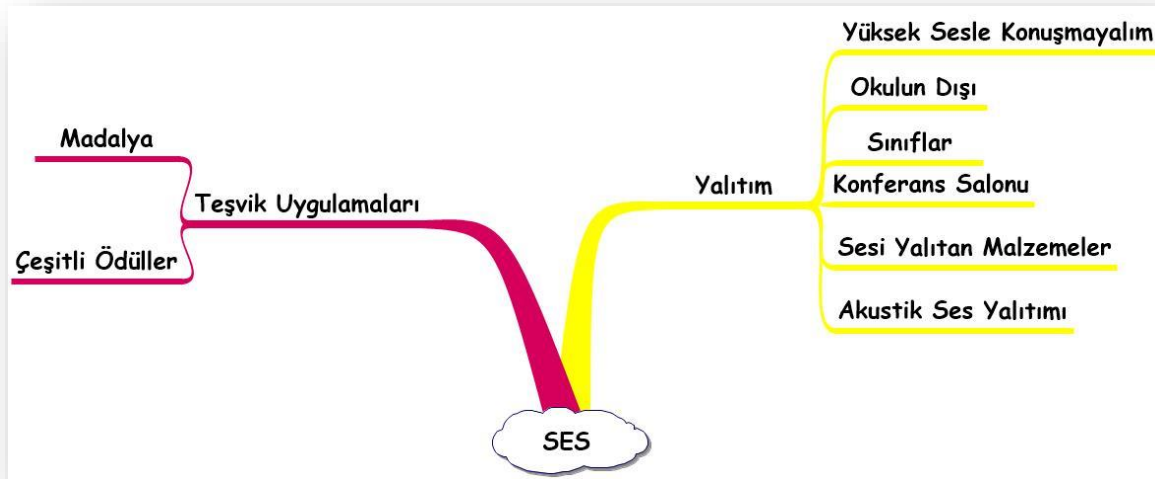 Yüksek Sesle Konuşmayalım
Okulun Dışı
Madalya
Sınıflar
Yalıtım
Konferans Salonu
Teşvik Uygulamaları
Çeşitli Ödüller
Sesi Yalıtan Malzemeler
Akustik Ses Yalıtımı
SES